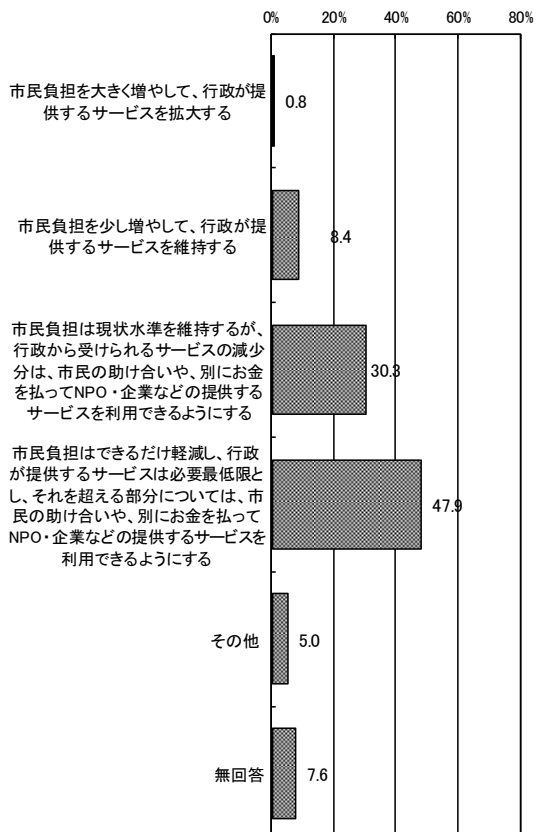 0% 20% 40% 60% 80%
市民負担を大きく増やして、行政が提
供するサービスを拡大する
0.8
市民負担を少し増やして、行政が提
供するサービスを維持する
8.4
市民負担は現状水準を維持するが、
行政から受けられるサービスの減少
分は、市民の助け合いや、別にお金
を払ってNPO・企業などの提供する
サービスを利用できるようにする
30.3
市民負担はできるだけ軽減し、行政
が提供するサービスは必要最低限と
し、それを超える部分については、市
民の助け合いや、別にお金を払って
NPO・企業などの提供するサービスを
利用できるようにする
47.9
その他
5.0
無回答
7.6